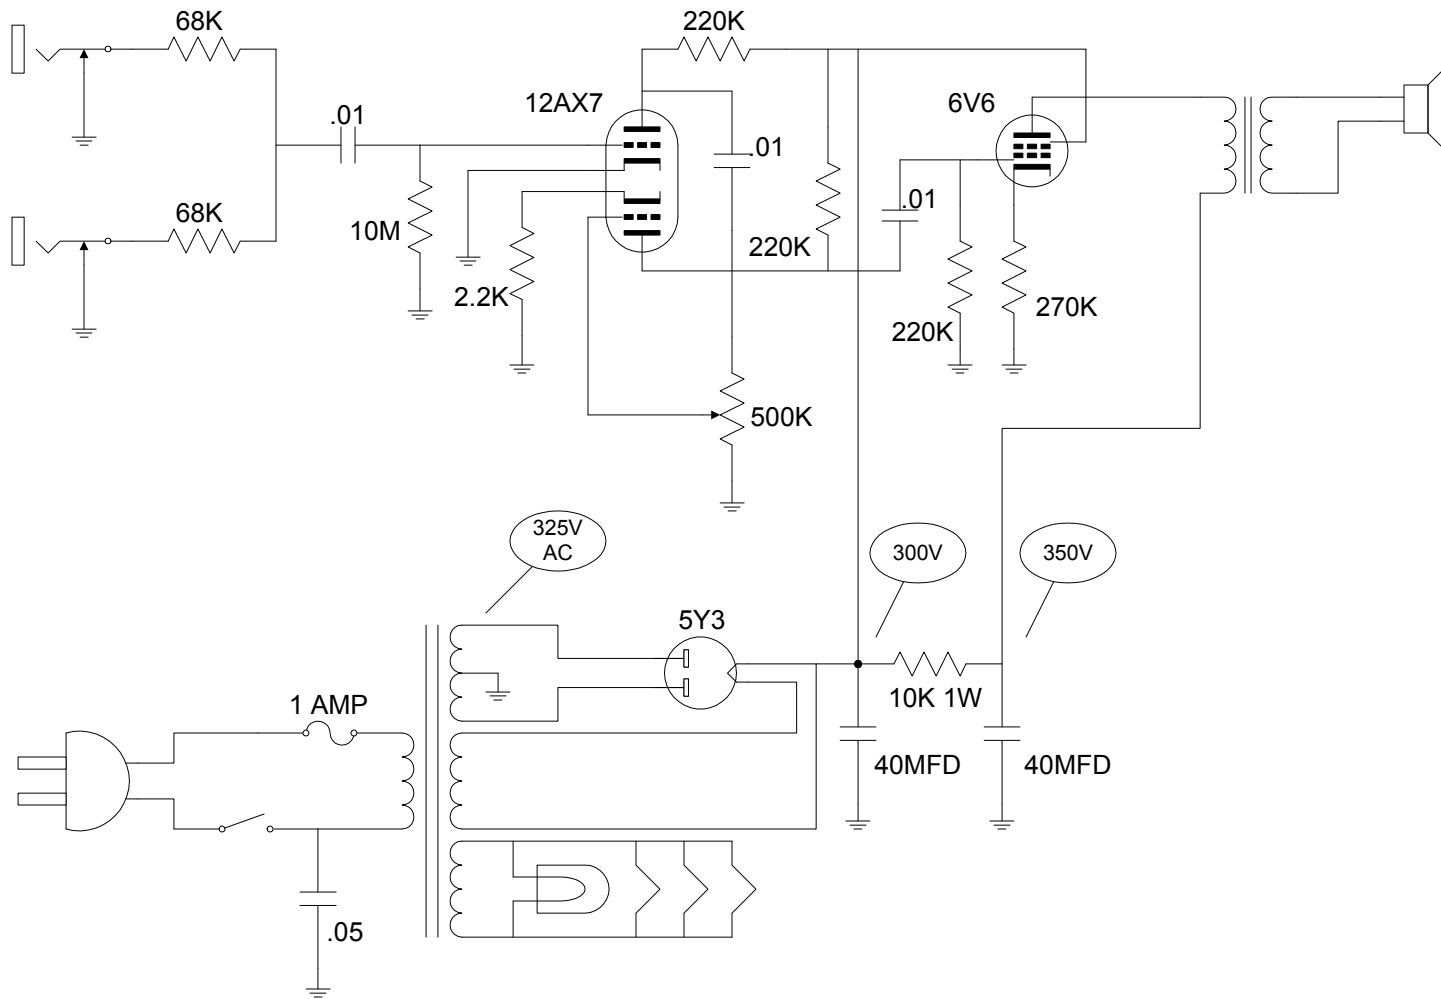 68K
220K
12AX7
6V6
.01
.01
.01
68K
10M
220K
2.2K
270K
220K
500K
325V
AC
300V
350V
5Y3
1 AMP
10K 1W
40MFD
40MFD
.05